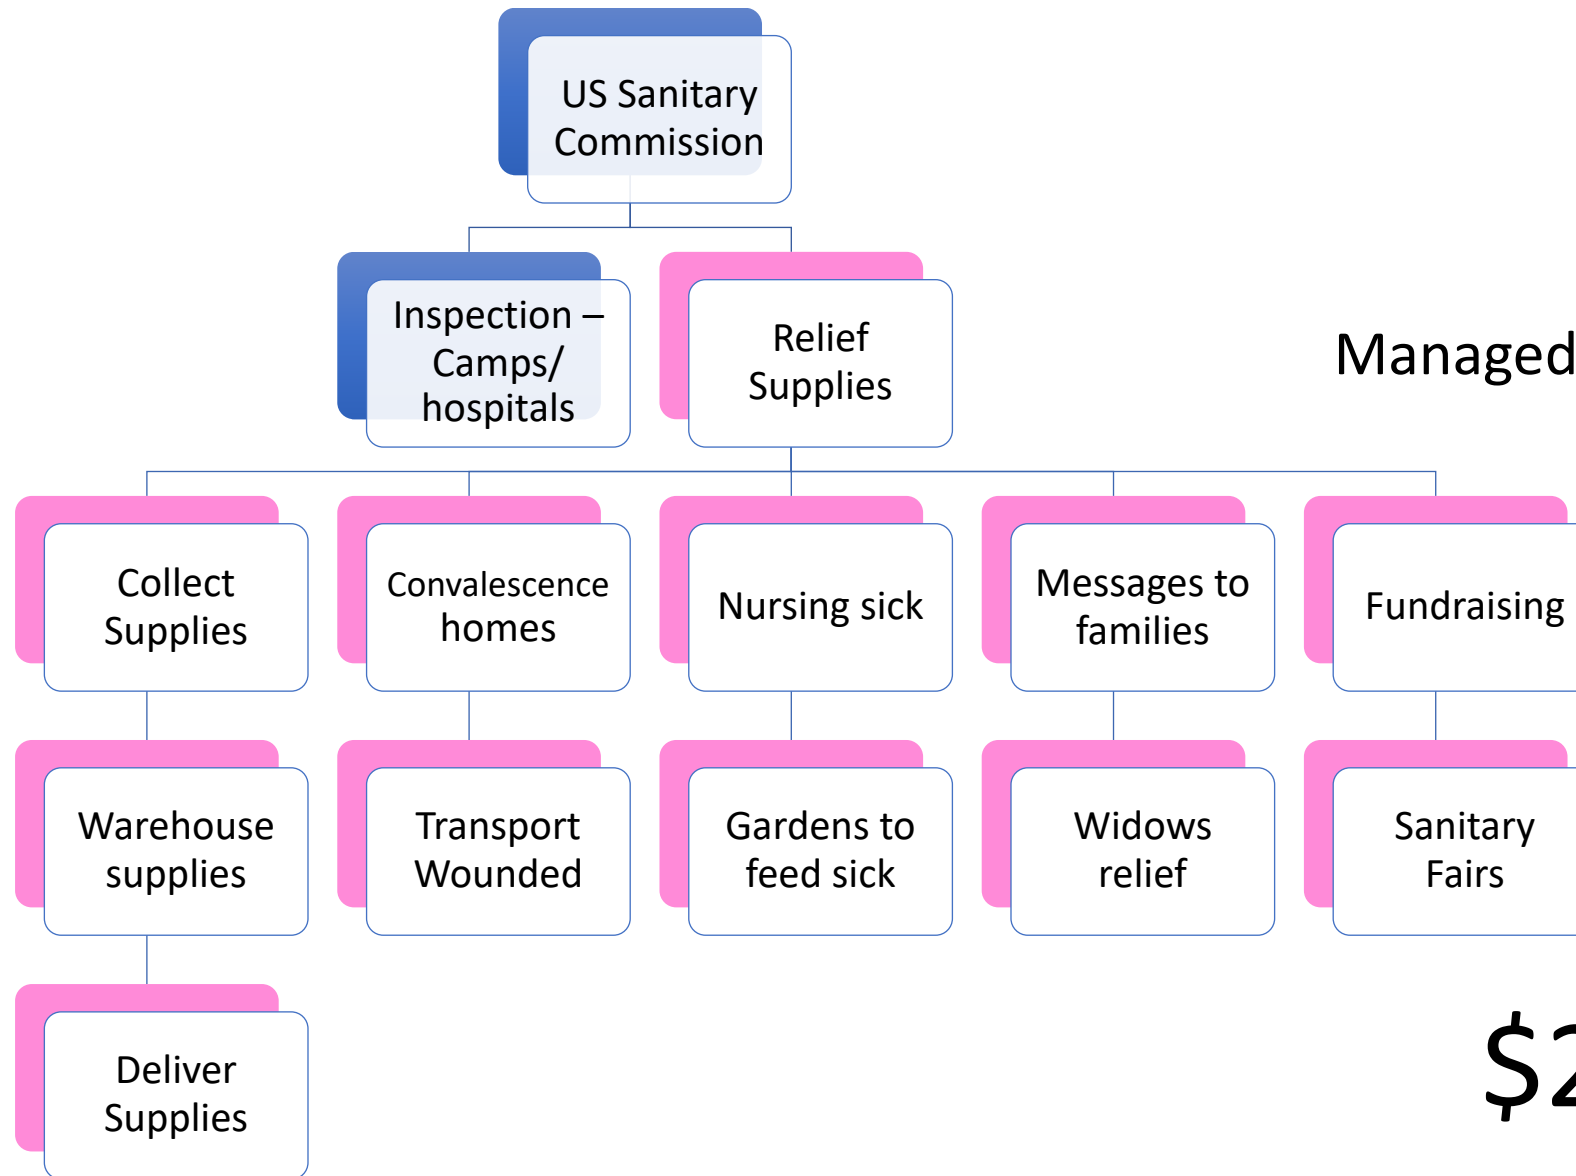 US Sanitary
Commission
Inspection –
Camps/
hospitals
Relief
Supplies
Managed
Collect
Supplies
Convalescence
homes
Nursing sick
Messages to
families
Fundraising
Warehouse
supplies
Transport
Wounded
Gardens to
feed sick
Widows
relief
Sanitary
Fairs
Deliver
Supplies
$2